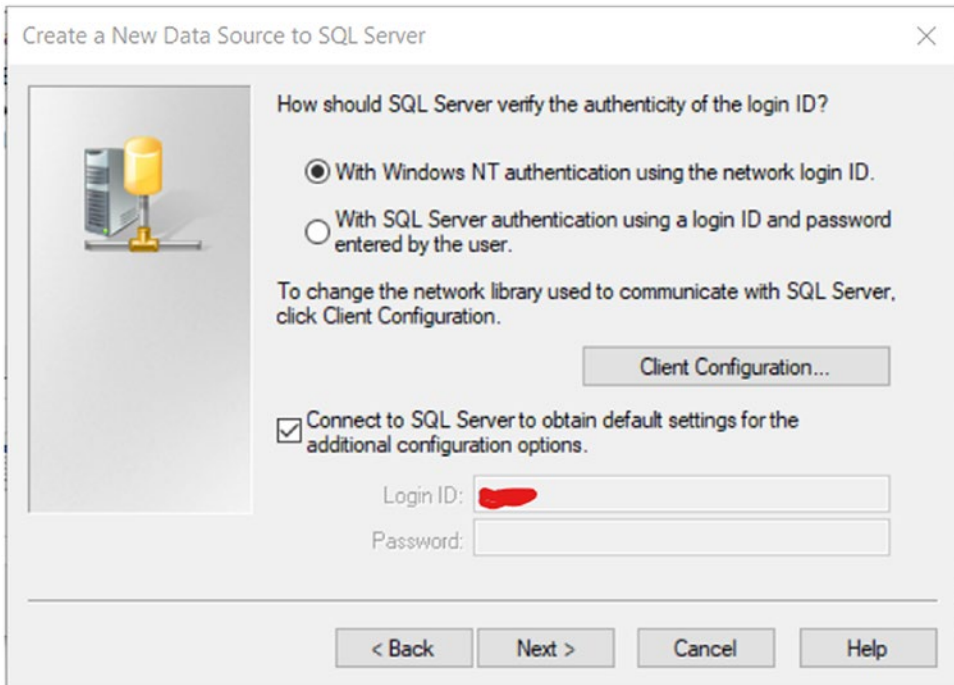 Create a New Data Source to SQL Server
How should SQL Server verify the authenticity of the login ID?
With Windows NT authentication using the network login ID.
With SQL Server authentication using a login ID and password
entered by the user.
To change the network library used to communicate with SQL Server,
click Client Configuration.
Client Configuration...
Connect to SQL Server to obtain default settings for the
additional configuration options.
Login ID:
Password:
< Back Next > Cancel Help